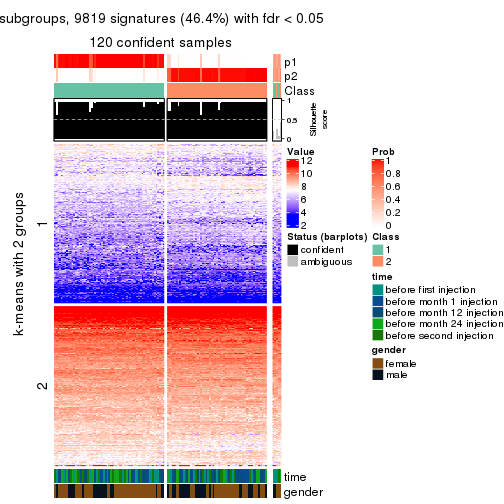 subgroups, 9819 signatures (46.4%) with fdr < 0.05
120 confident samples
p1
p2
Class
1
0.5
0
Silhouette
score
k-means with 2 groups
1
2
Value
12
10
8
6
4
2
Prob
1
0.8
0.6
0.4
0.2
0
Status (barplots)
confident
ambiguous
Class
1
2
time
before first injection
before month 1 injection
before month 12 injection
before month 24 injection
before second injection
gender
female
male
time
gender